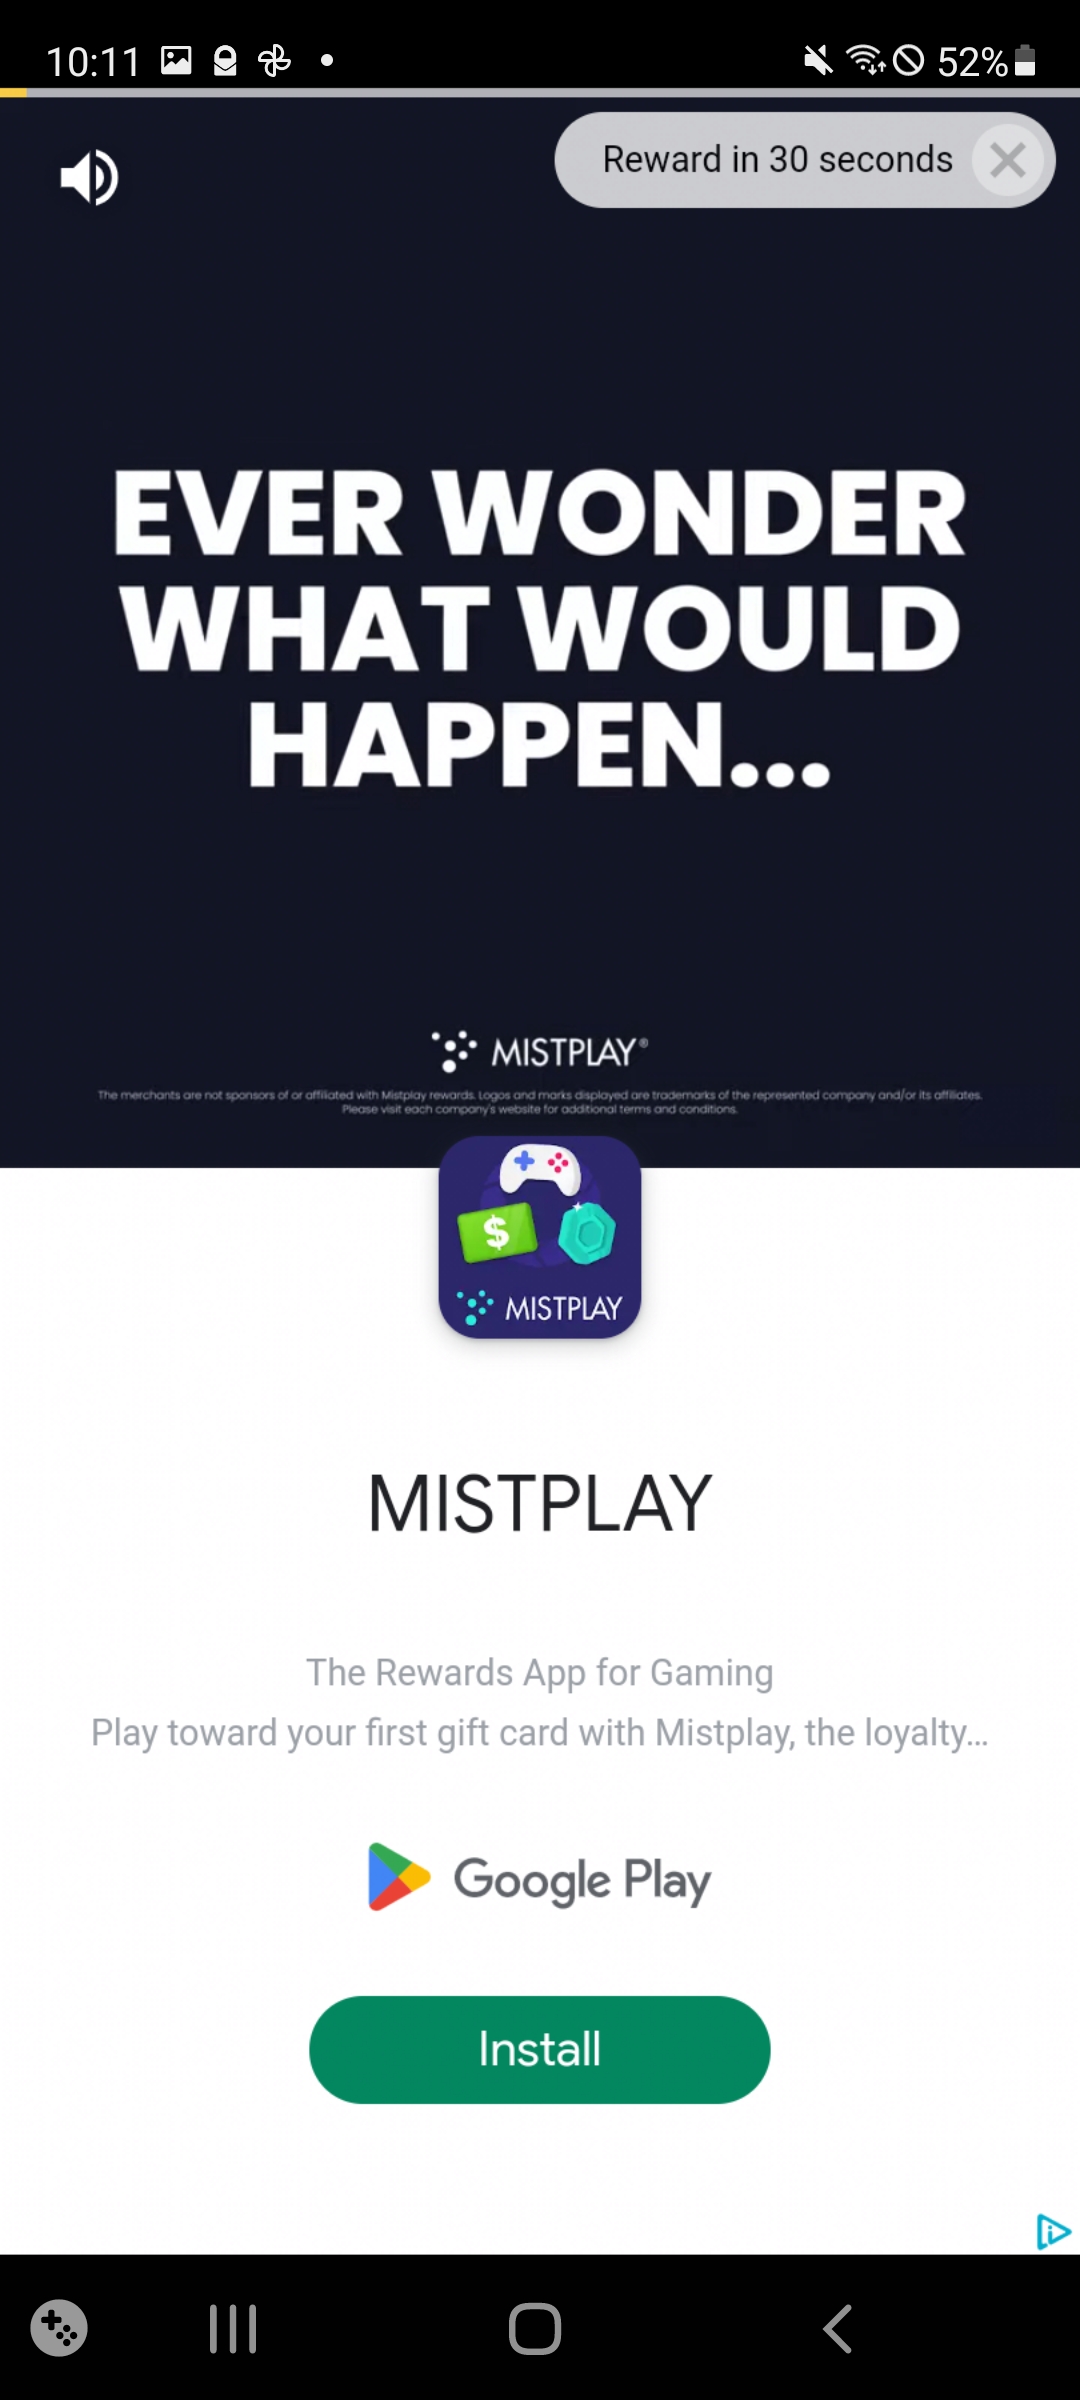 10:11
52%
Reward in 30 seconds
EVER WONDER
WHAT WOULD
HAPPEN...
MISTPLAY®
The merchants are not sponsors of or affiliated with Mistplay rewards. Logos and marks displayed are trademarks of the represented company and/or its affiliates.
Please visit each company's website for additional terms and conditions.
$
MISTPLAY
MISTPLAY
The Rewards App for Gaming
Play toward your first gift card with Mistplay, the loyalty...
Google Play
Install